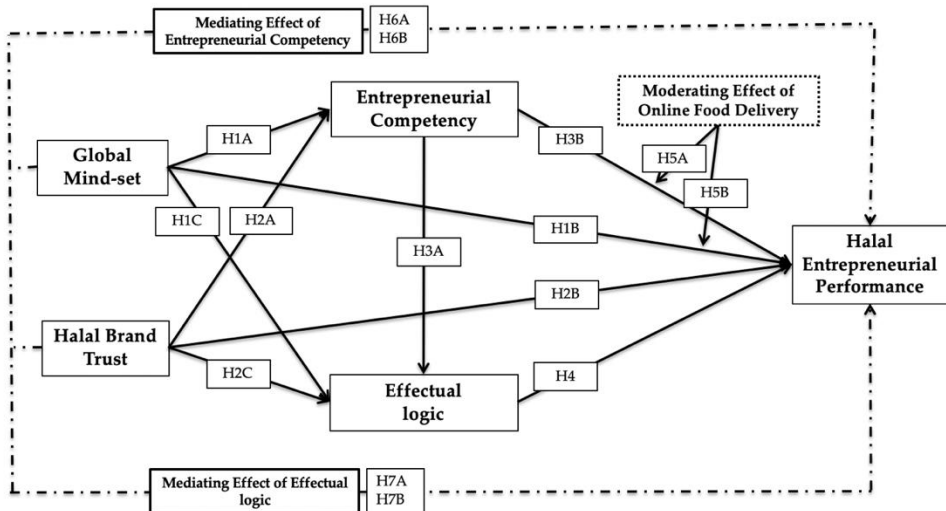 Mediating Effect of
Entrepreneurial Competency
H6A
H6B
Entrepreneurial
Competency
Moderating Effect of
Online Food Delivery
H1A
H3B
H5A
Global
Mind-set
H5B
H1C
H2A
H1B
H3A
Halal
Entrepreneurial
Performance
H2B
Halal Brand
Trust
H2C
H4
Effectual
logic
Mediating Effect of Effectual
logic
H7A
H7B